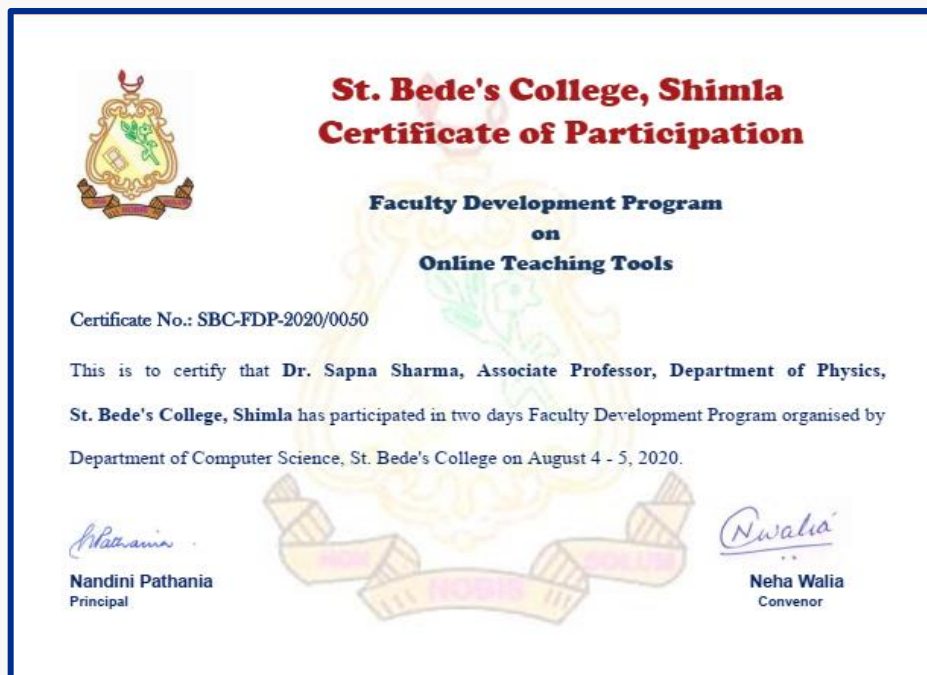 St. Bede's College, Shimla
Certificate of Participation
Faculty Development Program
on
Online Teaching Tools
Certificate No.: SBC-FDP-2020/0050
This is to certify that Dr. Sapna Sharma, Associate Professor, Department of Physics,
St. Bede's College, Shimla has participated in two days Faculty Development Program organised by
Department of Computer Science, St. Bede's College on August 4 - 5, 2020.
NWalia
Nandini Pathania
Neha Walia
Principal
Convenor
NON NOBIS SOLUM